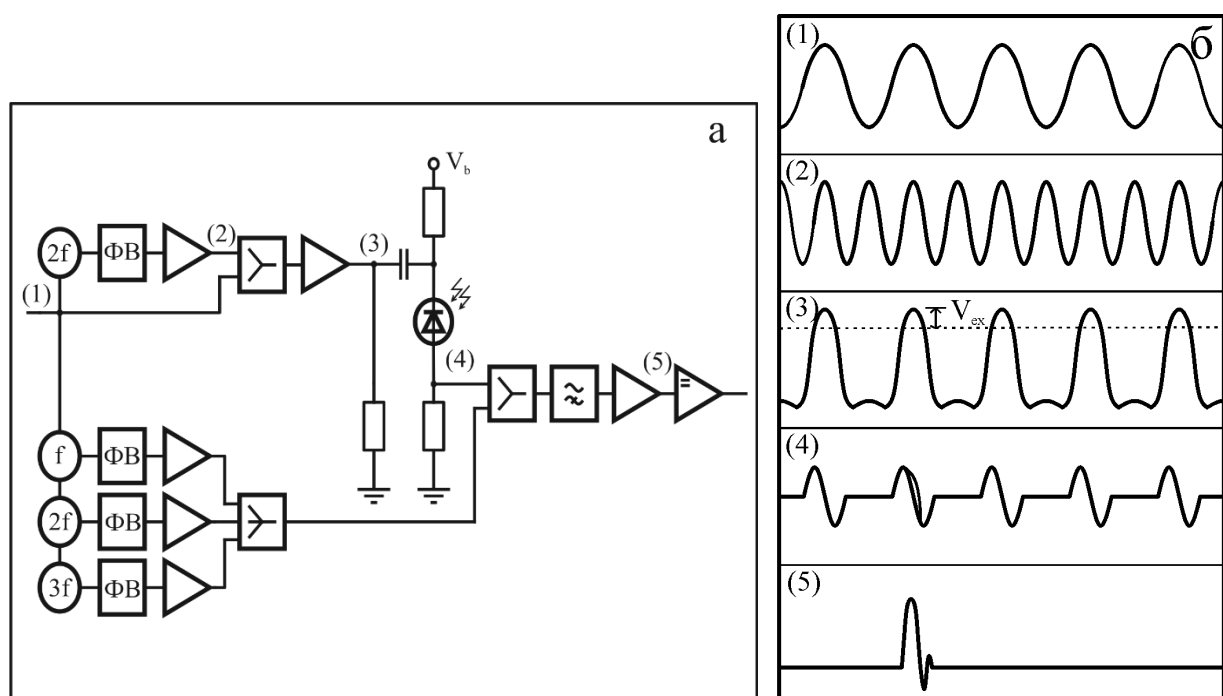 а
V_b
2f
ФВ
(2)
(3)
(1)
(4)
(5)
f
ФВ
2f
ФВ
3f
ФВ
б
(1)
(2)
(3)
V_ex
(4)
(5)